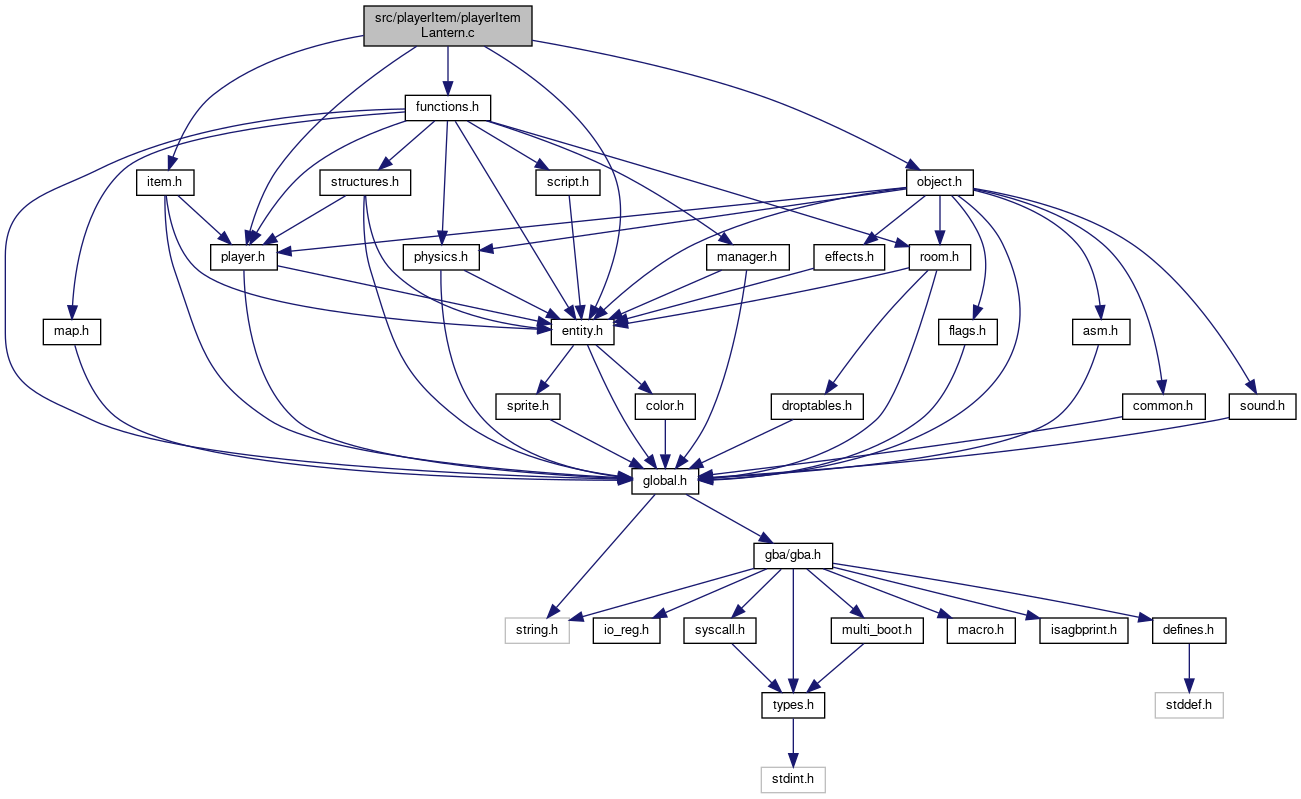 src/playerItem/playerItem
Lantern.c
functions.h
item.h
structures.h
script.h
object.h
player.h
physics.h
manager.h
effects.h
room.h
map.h
entity.h
flags.h
asm.h
sprite.h
color.h
droptables.h
common.h
sound.h
global.h
gba/gba.h
string.h
io_reg.h
syscall.h
multi_boot.h
macro.h
isagbprint.h
defines.h
types.h
stddef.h
stdint.h